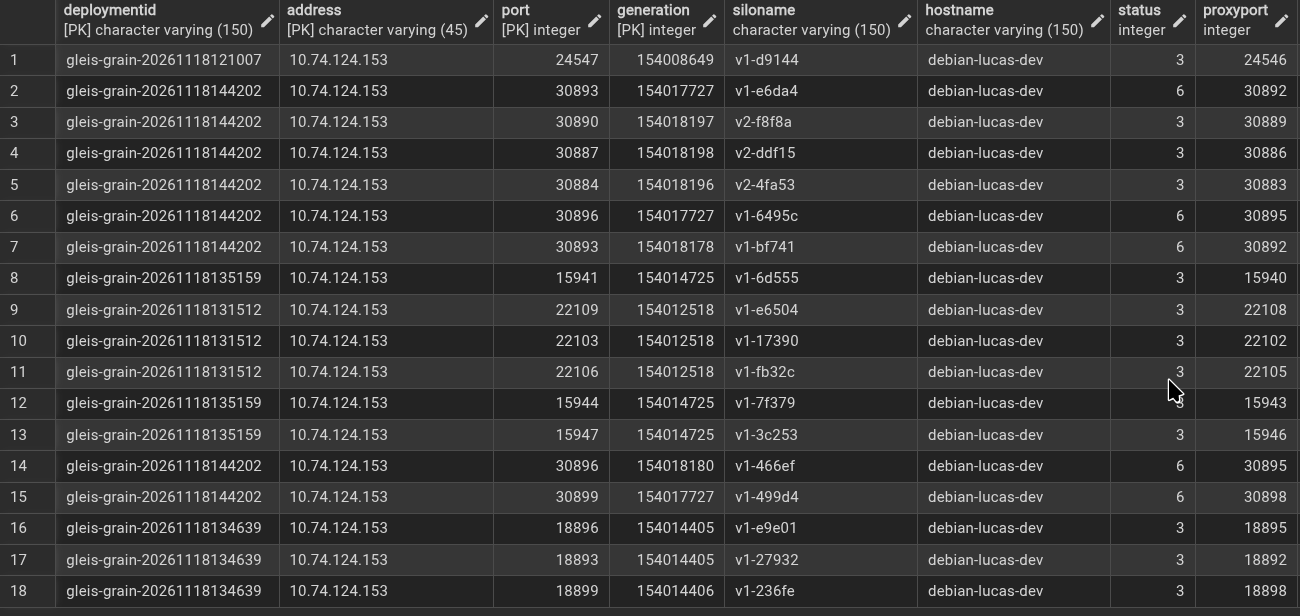 deploymentid address port generation siloname hostname status proxyport
[PK] character varying (150) [PK] character varying (45) [PK] integer [PK] integer character varying (150) character varying (150) integer integer
1 gleis-grain-20261118121007 10.74.124.153 24547 154008649 v1-d9144 debian-lucas-dev 3 24546
2 gleis-grain-20261118144202 10.74.124.153 30893 154017727 v1-e6da4 debian-lucas-dev 6 30892
3 gleis-grain-20261118144202 10.74.124.153 30890 154018197 v2-f8f8a debian-lucas-dev 3 30889
4 gleis-grain-20261118144202 10.74.124.153 30887 154018198 v2-ddf15 debian-lucas-dev 3 30886
5 gleis-grain-20261118144202 10.74.124.153 30884 154018196 v2-4fa53 debian-lucas-dev 3 30883
6 gleis-grain-20261118144202 10.74.124.153 30896 154017727 v1-6495c debian-lucas-dev 6 30895
7 gleis-grain-20261118144202 10.74.124.153 30893 154018178 v1-bf741 debian-lucas-dev 6 30892
8 gleis-grain-20261118135159 10.74.124.153 15941 154014725 v1-6d555 debian-lucas-dev 3 15940
9 gleis-grain-20261118131512 10.74.124.153 22109 154012518 v1-e6504 debian-lucas-dev 3 22108
10 gleis-grain-20261118131512 10.74.124.153 22103 154012518 v1-17390 debian-lucas-dev 3 22102
11 gleis-grain-20261118131512 10.74.124.153 22106 154012518 v1-fb32c debian-lucas-dev 3 22105
12 gleis-grain-20261118135159 10.74.124.153 15944 154014725 v1-7f379 debian-lucas-dev 3 15943
13 gleis-grain-20261118135159 10.74.124.153 15947 154014725 v1-3c253 debian-lucas-dev 3 15946
14 gleis-grain-20261118144202 10.74.124.153 30896 154018180 v1-466ef debian-lucas-dev 6 30895
15 gleis-grain-20261118144202 10.74.124.153 30899 154017727 v1-499d4 debian-lucas-dev 6 30898
16 gleis-grain-20261118134639 10.74.124.153 18896 154014405 v1-e9e01 debian-lucas-dev 3 18895
17 gleis-grain-20261118134639 10.74.124.153 18893 154014405 v1-27932 debian-lucas-dev 3 18892
18 gleis-grain-20261118134639 10.74.124.153 18899 154014406 v1-236fe debian-lucas-dev 3 18898